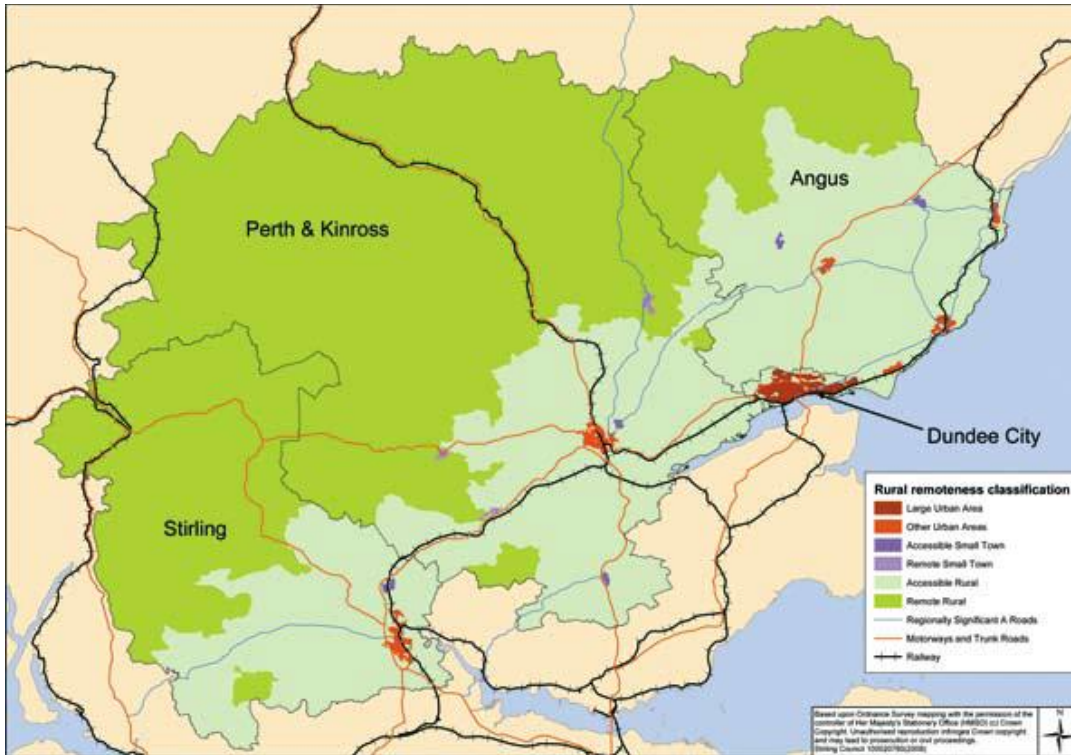 Angus
Perth & Kinross
Dundee City
Stirling
Rural remoteness classification
Large Urban Area
Other Urban Areas
Accessible Small Town
Remote Small Town
Accessible Rural
Remote Rural
Regionally Significant A Roads
Motorways and Trunk Roads
Railway
Based upon Ordnance Survey mapping with the permission of the
controller of Her Majesty's Stationery Office (HMSO) (c) Crown
Copyright. Unauthorised reproduction infringes Crown copyright
and may lead to prosecution or civil proceedings.
Stirling Council
N